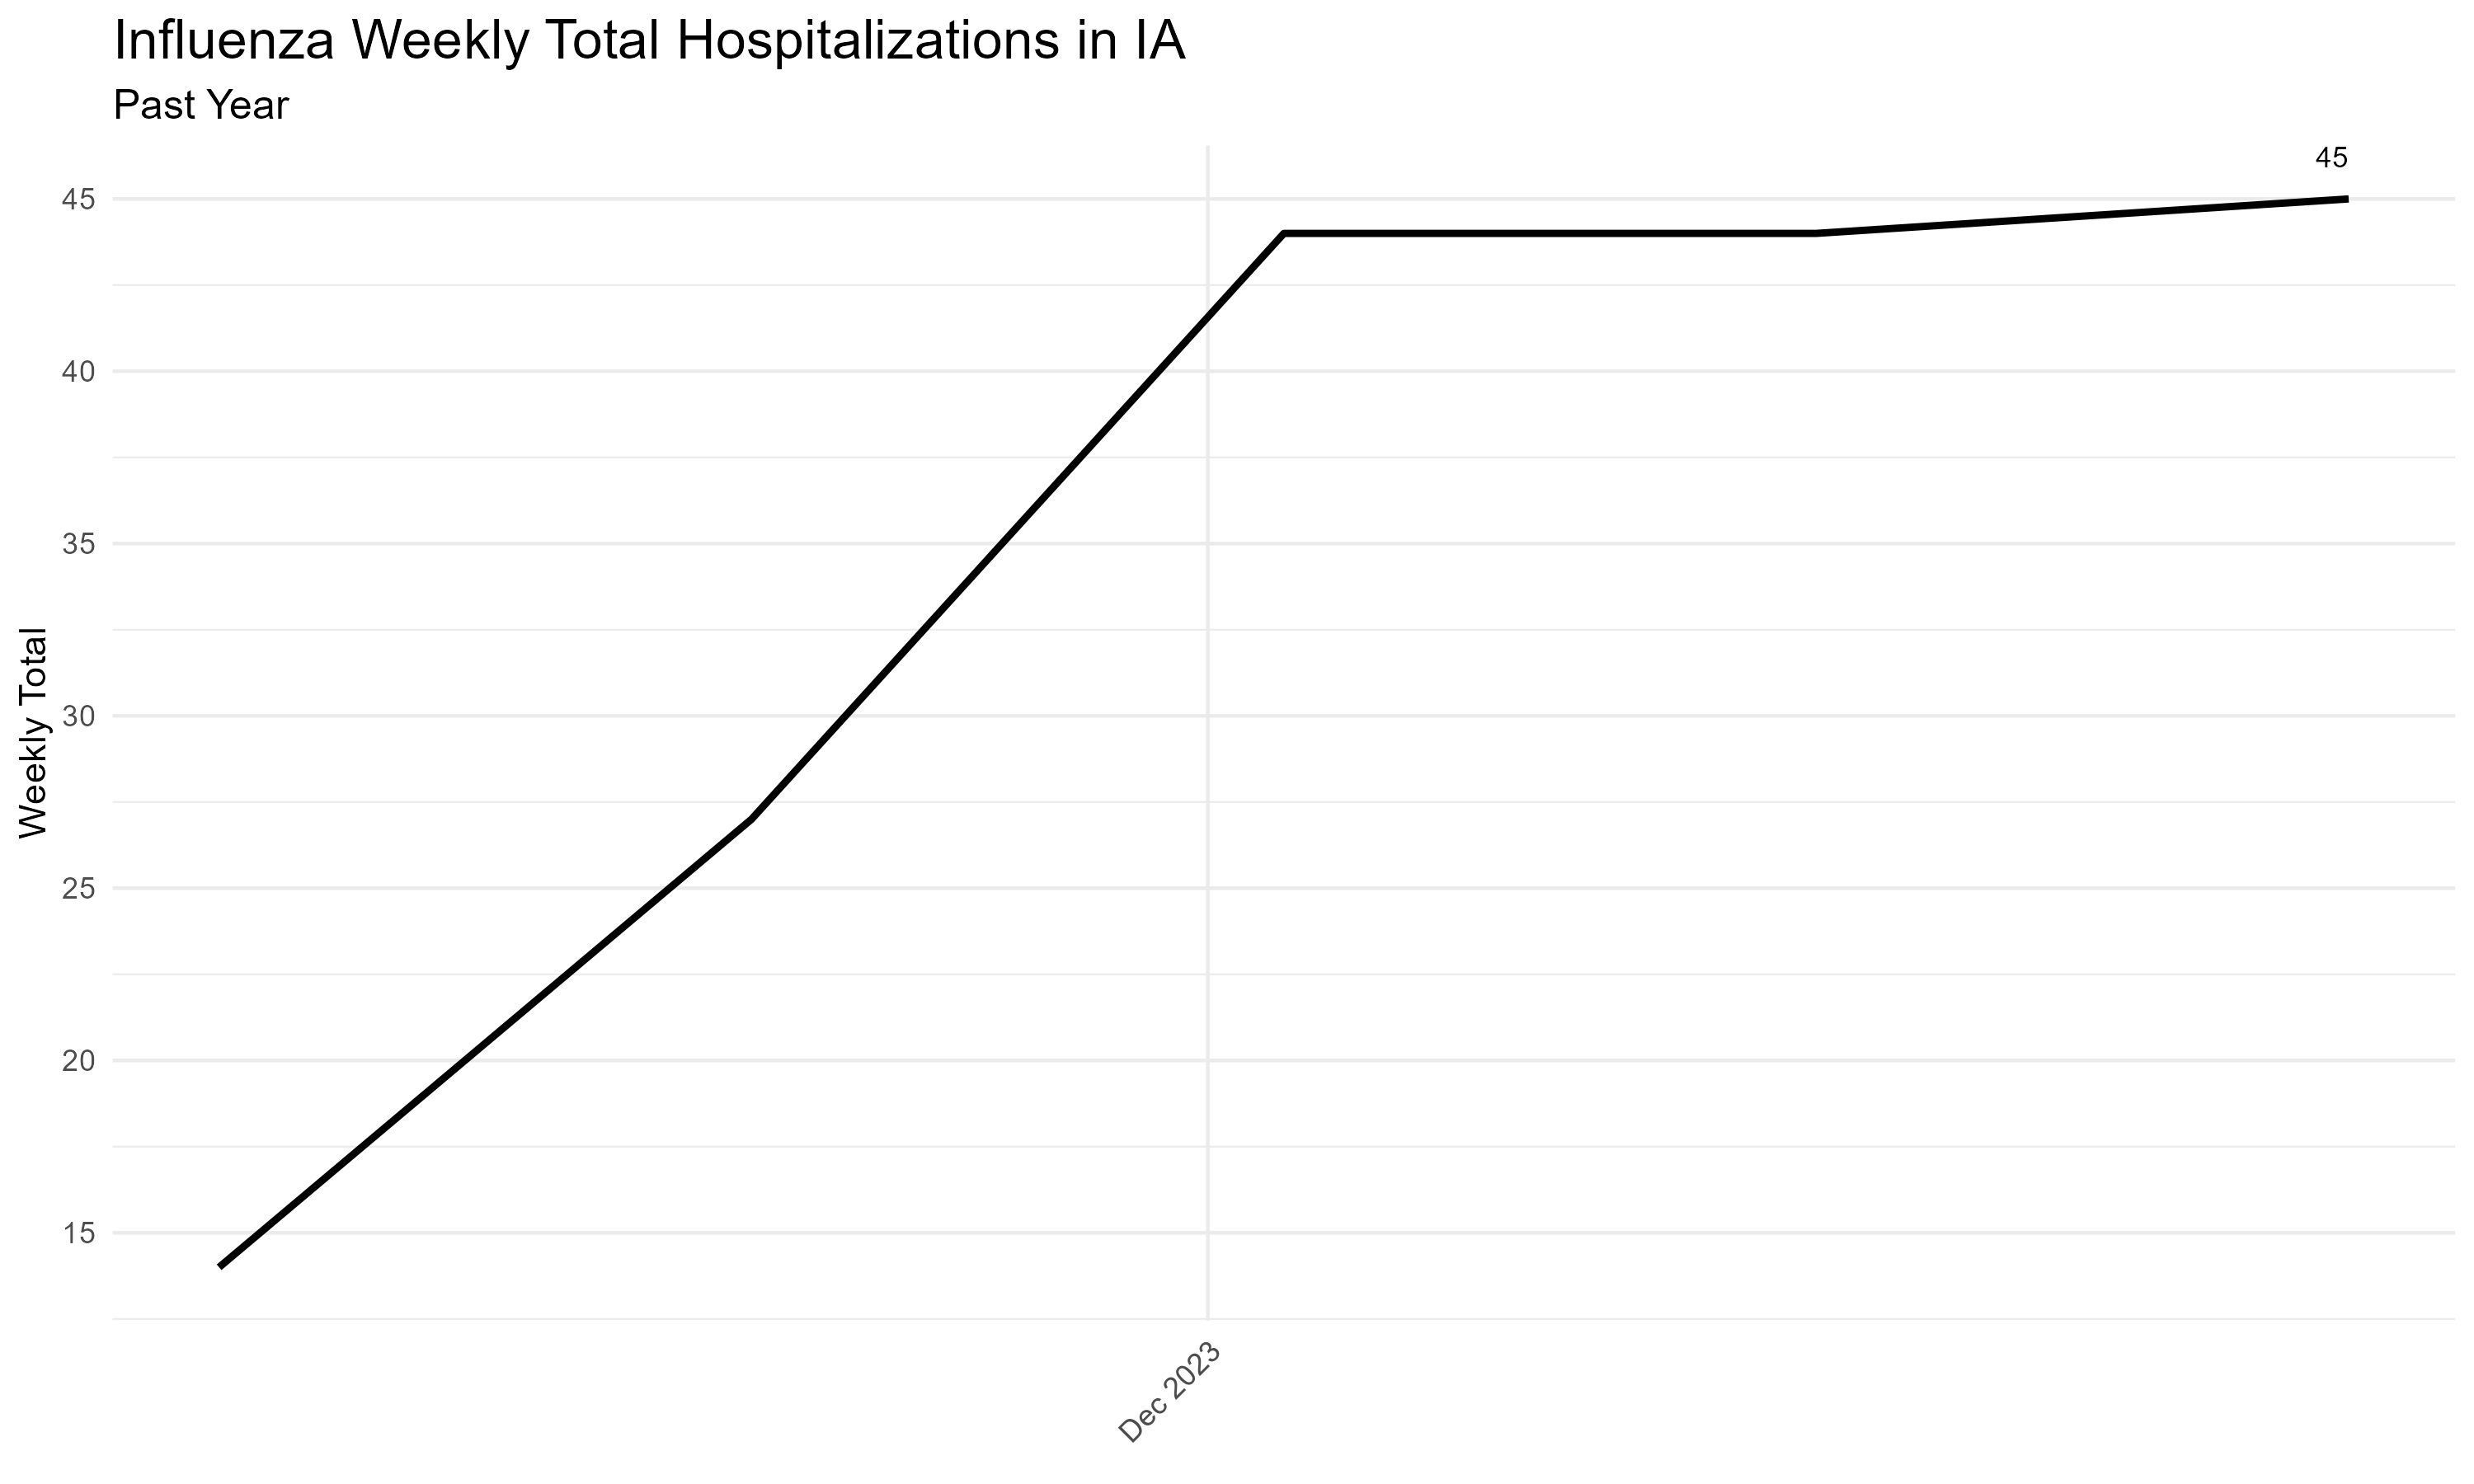 Influenza Weekly Total Hospitalizations in IA
Past Year
45
45
40
35
30
25
20
15
Weekly Total
Dec 2023